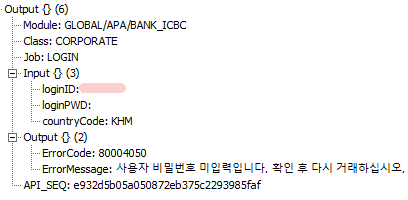 Output {} (6)
Module: GLOBAL/APA/BANK_ICBC
Class: CORPORATE
Job: LOGIN
Input {} (3)
loginID:
loginPWD:
countryCode: KHM
Output {} (2)
ErrorCode: 80004050
ErrorMessage: 사용자 비밀번호 미입력입니다. 확인 후 다시 거래하십시오.
API_SEQ: e932d5b05a050872eb375c2293985faf